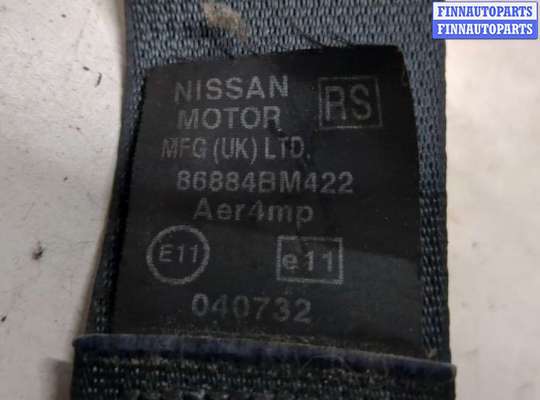 FINNAUTOPARTS
FINNAUTOPARTS
NISSAN
MOTOR RS
MFG (UK) LTD.
86884BM422
Aer4mp
E11 e11
040732